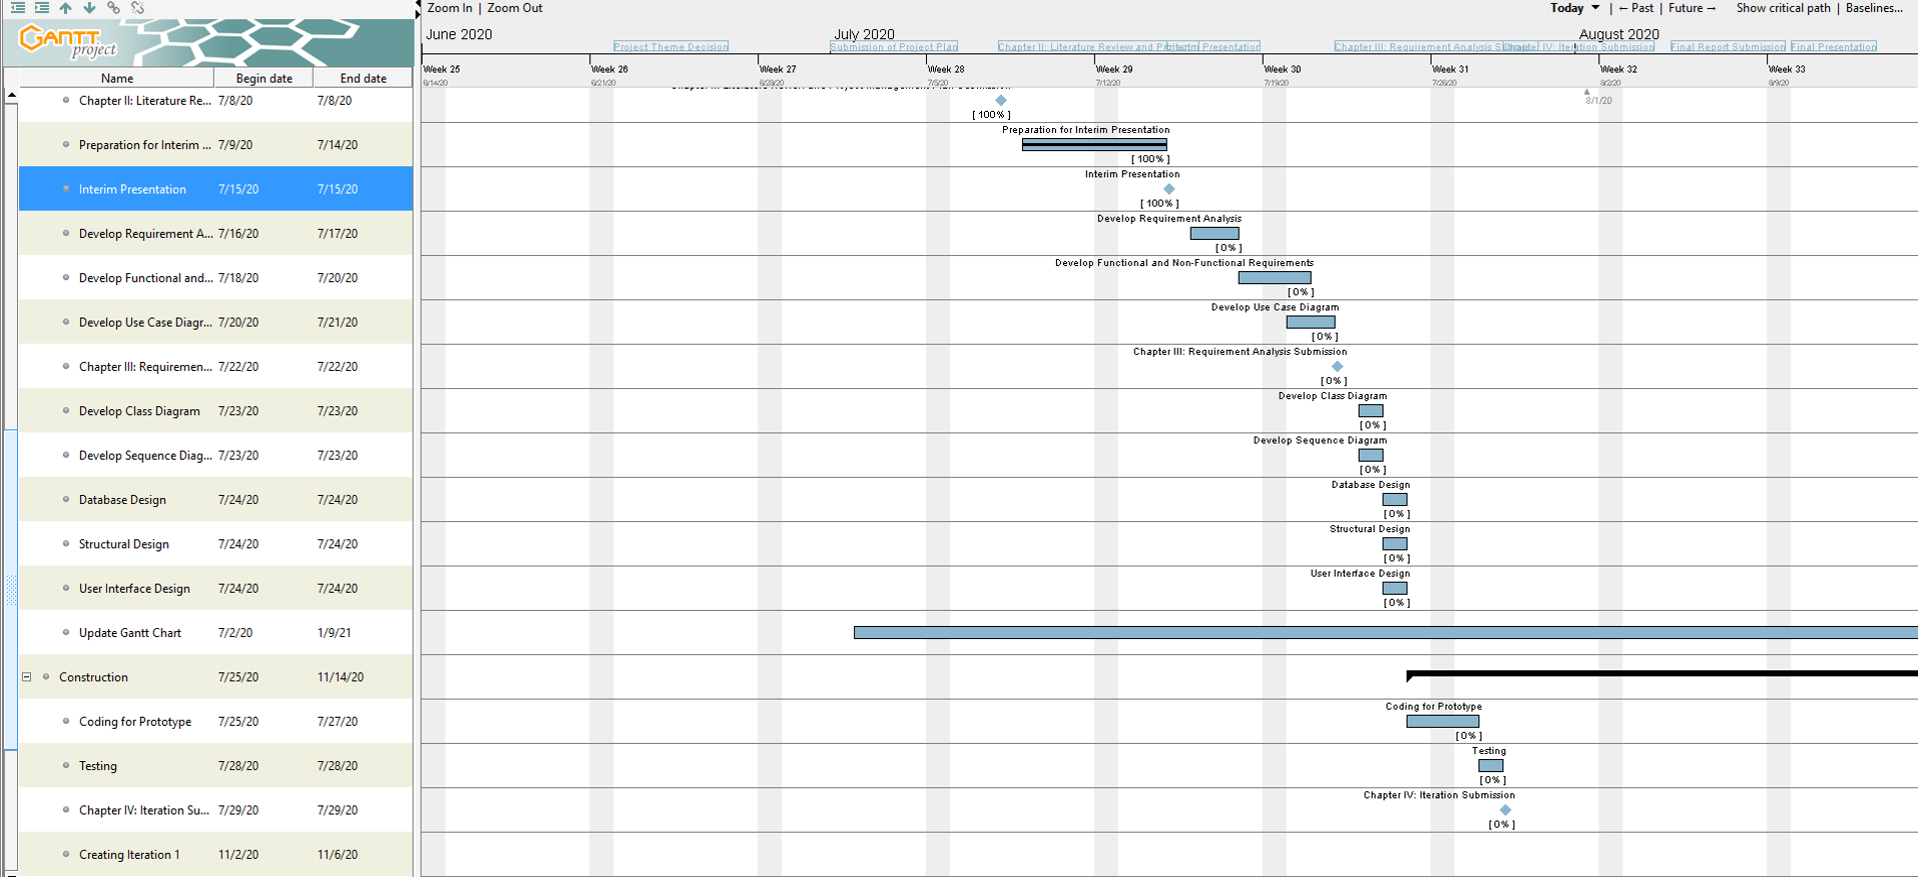 Zoom In | Zoom Out
Today | ←Past | Future→ Show critical path | Baselines...
GANTT project
June 2020 July 2020 August 2020
Project Theme Decision Submission of Project Plan Chapter II: Literature Review and Presentation Chapter III: Requirement Analysis IV: Iteration Submission Final Report Submission Final Presentation
Name Begin date End date
Week 25 Week 26 Week 27 Week 28 Week 29 Week 30 Week 31 Week 32 Week 33
6/14/20 6/21/20 6/28/20 7/5/20 7/12/20 7/19/20 7/26/20 8/2/20 8/9/20
8/1/20
Chapter II: Literature Re... 7/8/20 7/8/20
[ 100% ]
Preparation for Interim ... 7/9/20 7/14/20
Preparation for Interim Presentation
[ 100% ]
Interim Presentation 7/15/20 7/15/20
Interim Presentation
[ 100% ]
Develop Requirement A... 7/16/20 7/17/20
Develop Requirement Analysis
[ 0% ]
Develop Functional and... 7/18/20 7/20/20
Develop Functional and Non-Functional Requirements
[ 0% ]
Develop Use Case Diagr... 7/20/20 7/21/20
Develop Use Case Diagram
[ 0% ]
Chapter III: Requiremen... 7/22/20 7/22/20
Chapter III: Requirement Analysis Submission
[ 0% ]
Develop Class Diagram 7/23/20 7/23/20
Develop Class Diagram
[ 0% ]
Develop Sequence Diag... 7/23/20 7/23/20
Develop Sequence Diagram
[ 0% ]
Database Design 7/24/20 7/24/20
Database Design
[ 0% ]
Structural Design 7/24/20 7/24/20
Structural Design
[ 0% ]
User Interface Design 7/24/20 7/24/20
User Interface Design
[ 0% ]
Update Gantt Chart 7/2/20 1/9/21
Construction 7/25/20 11/14/20
Coding for Prototype 7/25/20 7/27/20
Coding for Prototype
[ 0% ]
Testing 7/28/20 7/28/20
Testing
[ 0% ]
Chapter IV: Iteration Su... 7/29/20 7/29/20
Chapter IV: Iteration Submission
[ 0% ]
Creating Iteration 1 11/2/20 11/6/20